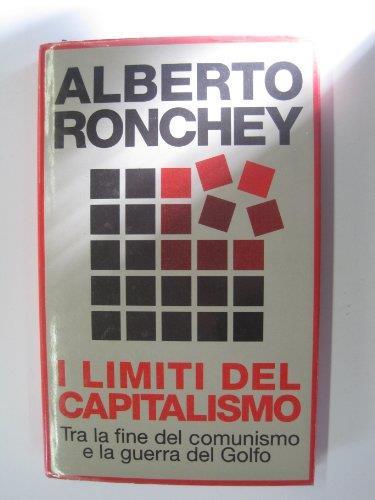 ALBERTO
RONCHEY
I LIMITI DEL
CAPITALISMO
Tra la fine del comunismo
e la guerra del Golfo